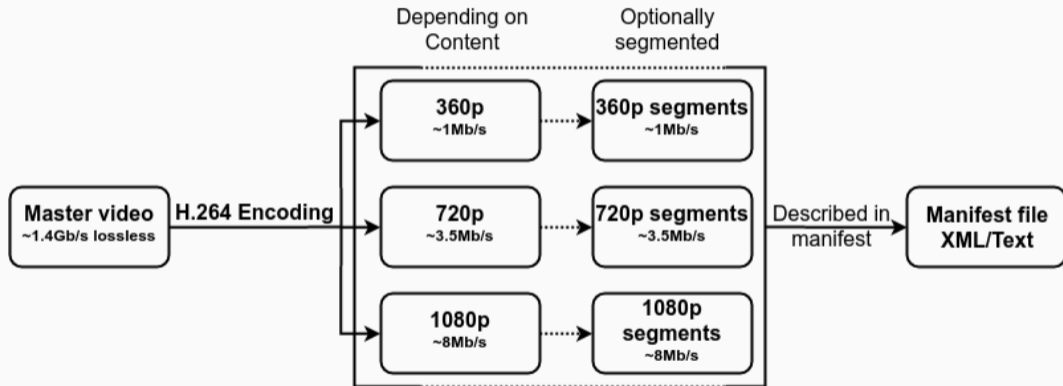 Depending on
Content
Optionally
segmented
360p
~1Mb/s
360p segments
~1Mb/s
Master video
~1.4Gb/s lossless
H.264 Encoding
720p
~3.5Mb/s
720p segments
~3.5Mb/s
Described in
manifest
Manifest file
XML/Text
1080p
~8Mb/s
1080p
segments
~8Mb/s